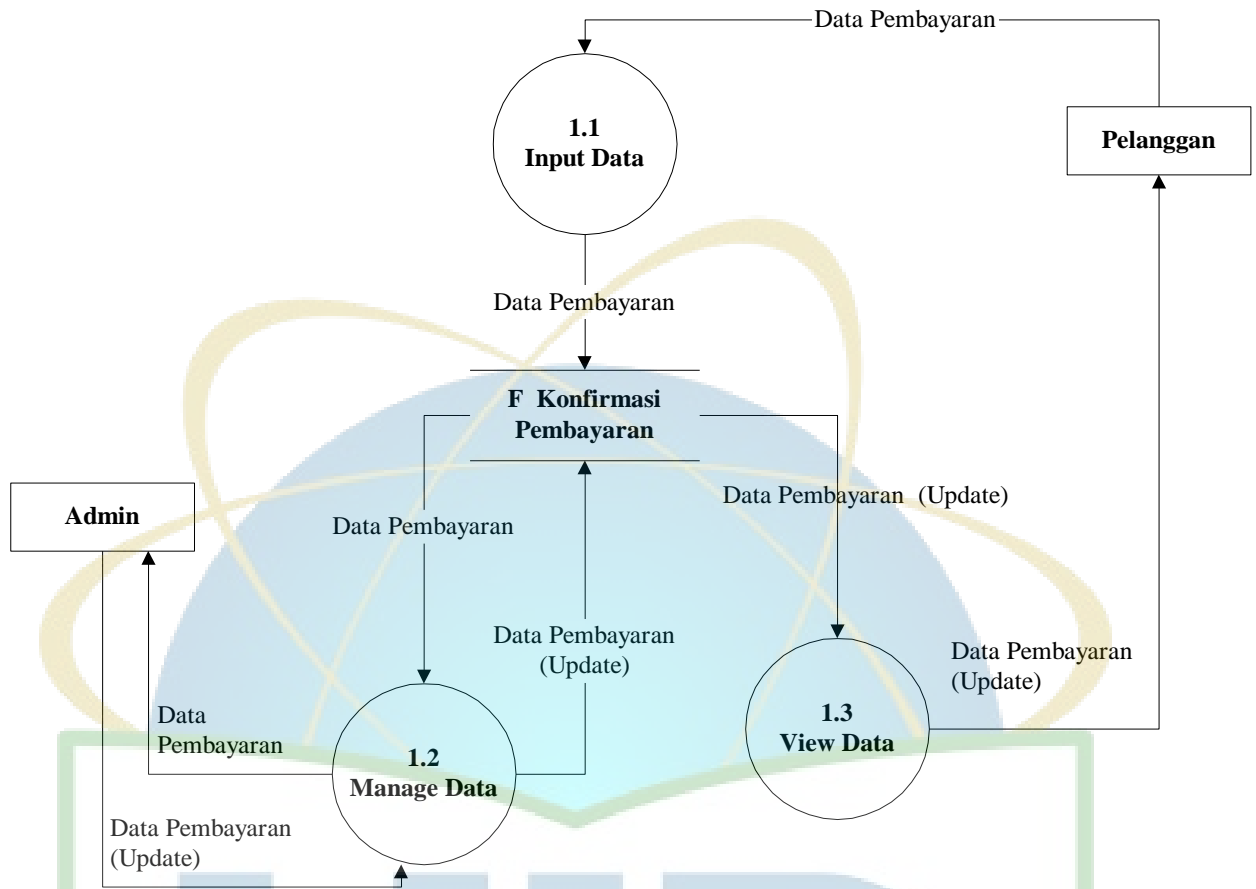 Data Pembayaran
1.1
Input Data
Pelanggan
Data Pembayaran
F Konfirmasi
Pembayaran
Data Pembayaran (Update)
Admin
Data Pembayaran
Data Pembayaran
(Update)
Data Pembayaran
(Update)
1.3
View Data
Data
Pembayaran
1.2
Manage Data
Data Pembayaran
(Update)